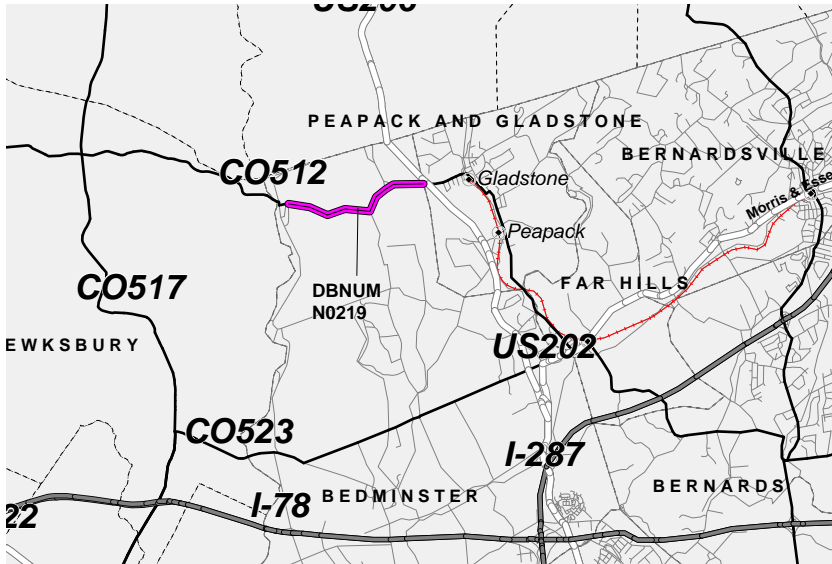 PEAPACK AND GLADSTONE
BERNARDSVILLE
CO512
Gladstone
Morris & Esse
Peapack
CO517
DBNUM
N0219
FAR HILLS
EWKSBURY
US202
CO523
I-287
I-78
BEDMINSTER
BERNARDS
22